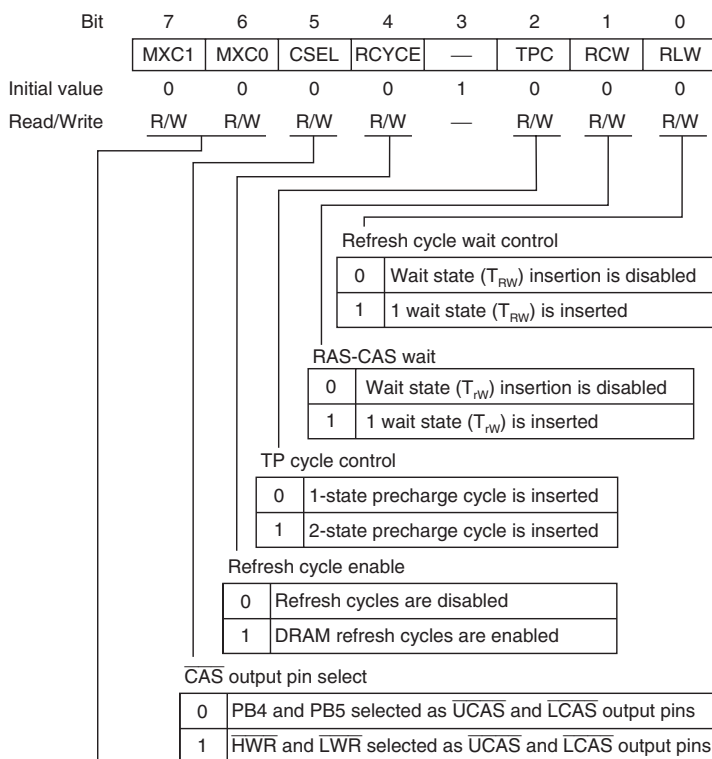 Bit 7 6 5 4 3 2 1 0
MXC1 MXC0 CSEL RCYCE — TPC RCW RLW
Initial value 0 0 0 0 1 0 0 0
Read/Write R/W R/W R/W R/W — R/W R/W R/W
Refresh cycle wait control
0 Wait state (TRW) insertion is disabled
1 1 wait state (TRW) is inserted
RAS-CAS wait
0 Wait state (TrW) insertion is disabled
1 1 wait state (TrW) is inserted
TP cycle control
0 1-state precharge cycle is inserted
1 2-state precharge cycle is inserted
Refresh cycle enable
0 Refresh cycles are disabled
1 DRAM refresh cycles are enabled
CAS output pin select
0 PB4 and PB5 selected as UCAS and LCAS output pins
1 HWR and LWR selected as UCAS and LCAS output pins